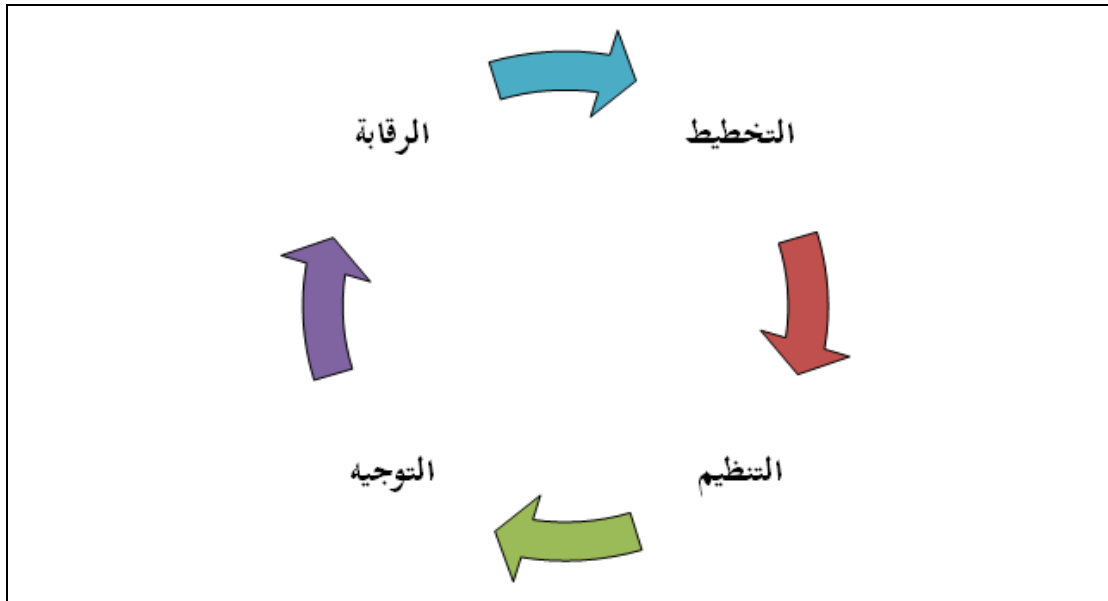 التخطيط
الرقابة
التنظيم
التوجيه